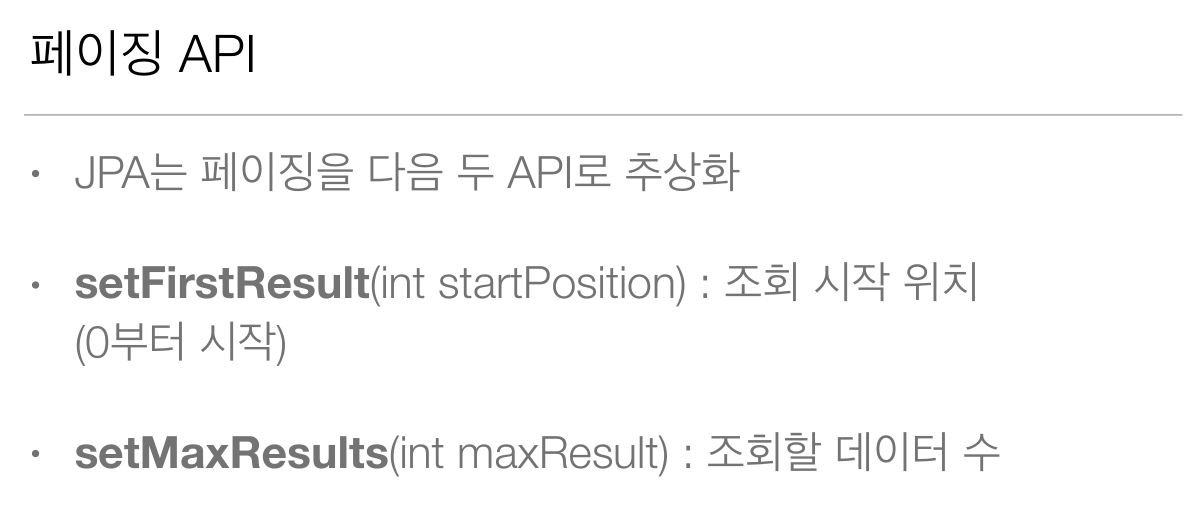 페이징 API
• JPA는 페이징을 다음 두 API로 추상화
• setFirstResult(int startPosition) : 조회 시작 위치
(0부터 시작)
• setMaxResults(int maxResult) : 조회할 데이터 수